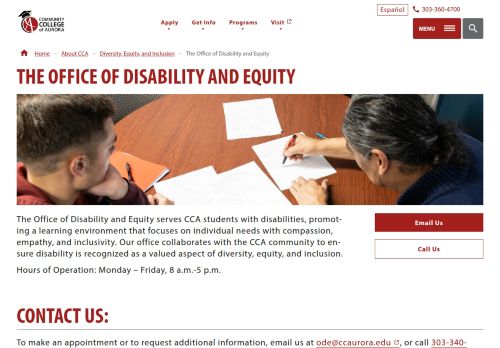 COMMUNITY
COLLEGE
of AURORA
Español
303-360-4700
Apply
Get Info
Programs
Visit
MENU
Home – About CCA – Diversity, Equity, and Inclusion – The Office of Disability and Equity
THE OFFICE OF DISABILITY AND EQUITY
The Office of Disability and Equity serves CCA students with disabilities, promot-
ing a learning environment that focuses on individual needs with compassion,
empathy, and inclusivity. Our office collaborates with the CCA community to en-
sure disability is recognized as a valued aspect of diversity, equity, and inclusion.
Hours of Operation: Monday – Friday, 8 a.m.-5 p.m.
Email Us
Call Us
CONTACT US:
To make an appointment or to request additional information, email us at ode@ccaurora.edu, or call 303-340-